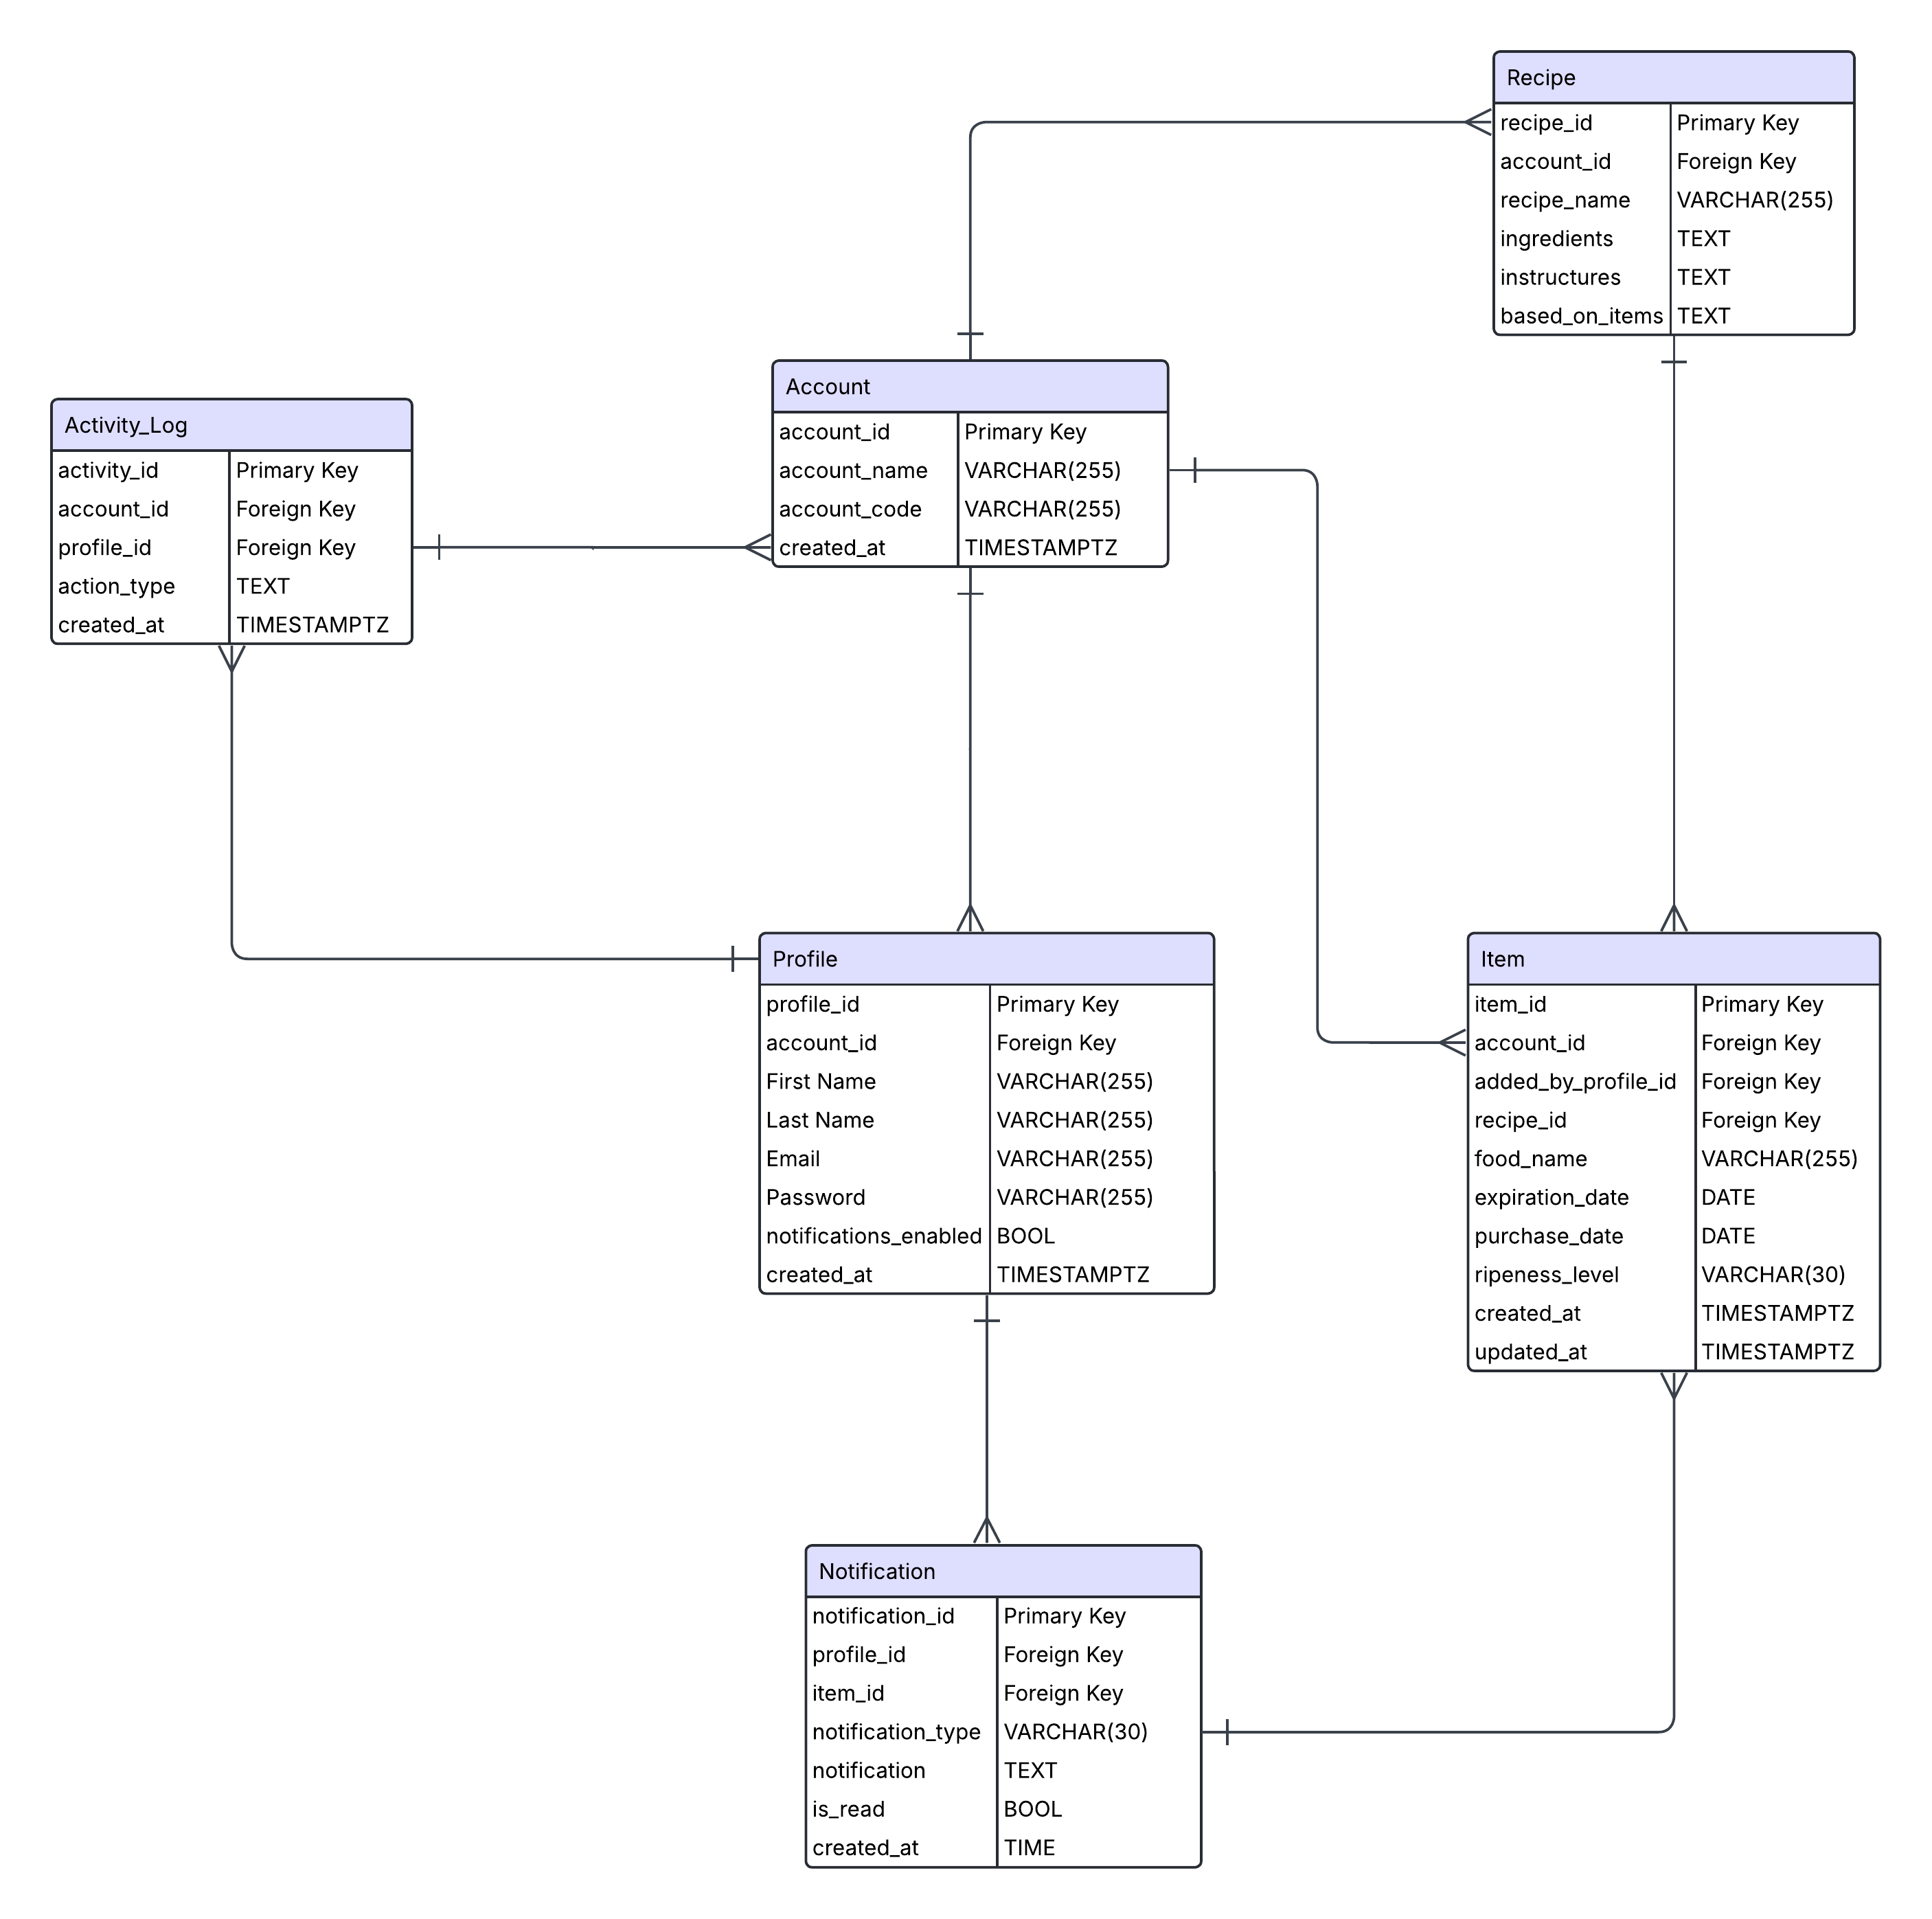 Recipe
recipe_id Primary Key
account_id Foreign Key
recipe_name VARCHAR(255)
ingredients TEXT
instructures TEXT
based_on_items TEXT
Account
account_id Primary Key
account_name VARCHAR(255)
account_code VARCHAR(255)
created_at TIMESTAMPTZ
Activity_Log
activity_id Primary Key
account_id Foreign Key
profile_id Foreign Key
action_type TEXT
created_at TIMESTAMPTZ
Profile
profile_id Primary Key
account_id Foreign Key
First Name VARCHAR(255)
Last Name VARCHAR(255)
Email VARCHAR(255)
Password VARCHAR(255)
notifications_enabled BOOL
created_at TIMESTAMPTZ
Item
item_id Primary Key
account_id Foreign Key
added_by_profile_id Foreign Key
recipe_id Foreign Key
food_name VARCHAR(255)
expiration_date DATE
purchase_date DATE
ripeness_level VARCHAR(30)
created_at TIMESTAMPTZ
updated_at TIMESTAMPTZ
Notification
notification_id Primary Key
profile_id Foreign Key
item_id Foreign Key
notification_type VARCHAR(30)
notification TEXT
is_read BOOL
created_at TIME